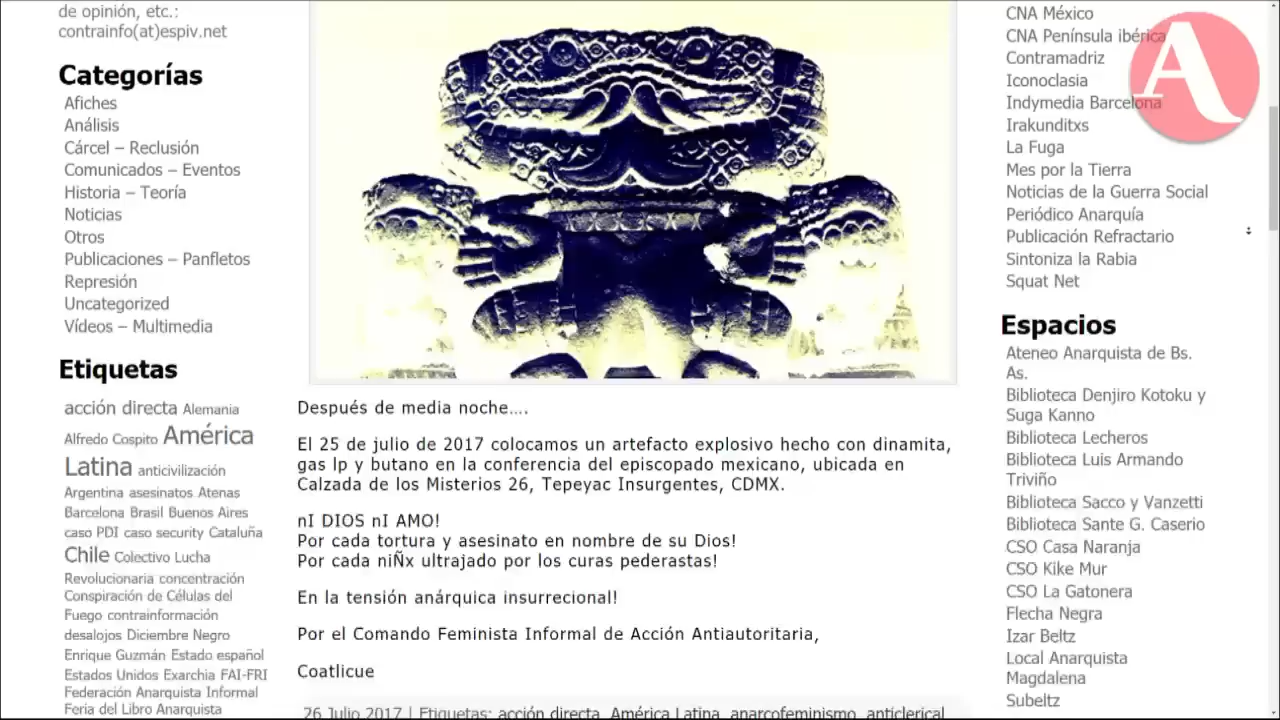 de opinión, etc.:
contrainfo(at)espiv.net
Categorías
Afiches
Análisis
Cárcel – Reclusión
Comunicados – Eventos
Historia – Teoría
Noticias
Otros
Publicaciones – Panfletos
Represión
Uncategorized
Vídeos – Multimedia
Etiquetas
acción directa Alemania
Alfredo Cospito América
Latina anticivilización
Argentina asesinatos Atenas
Barcelona Brasil Buenos Aires
caso PDI caso security Cataluña
Chile Colectivo Lucha
Revolucionaria concentración
Conspiración de Células del
Fuego contrainformación
desalojos Diciembre Negro
Enrique Guzmán Estado español
Estados Unidos Exarchia FAI-FRI
Federación Anarquista Informal
Feria del Libro Anarquista
Después de media noche....
El 25 de julio de 2017 colocamos un artefacto explosivo hecho con dinamita,
gas lp y butano en la conferencia del episcopado mexicano, ubicada en
Calzada de los Misterios 26, Tepeyac Insurgentes, CDMX.
nI DIOS nI AMO!
Por cada tortura y asesinato en nombre de su Dios!
Por cada niÑx ultrajado por los curas pederastas!
En la tensión anárquica insurreccional!
Por el Comando Feminista Informal de Acción Antiautoritaria,
Coatlicue
26 Julio 2017 | Etiquetas: acción directa, América Latina, anarcofeminismo, anticlerical
CNA México
CNA Península ibérica
Contramadriz
Iconoclasia
Indymedia Barcelona
Irakunditxs
La Fuga
Mes por la Tierra
Noticias de la Guerra Social
Periódico Anarquía
Publicación Refractario
Sintoniza la Rabia
Squat Net
Espacios
Ateneo Anarquista de Bs.
As.
Biblioteca Denjiro Kotoku y
Suga Kanno
Biblioteca Lecheros
Biblioteca Luis Armando
Triviño
Biblioteca Sacco y Vanzetti
Biblioteca Sante G. Caserio
CSO Casa Naranja
CSO Kike Mur
CSO La Gatonera
Flecha Negra
Izar Beltz
Local Anarquista
Magdalena
Subeltz
A